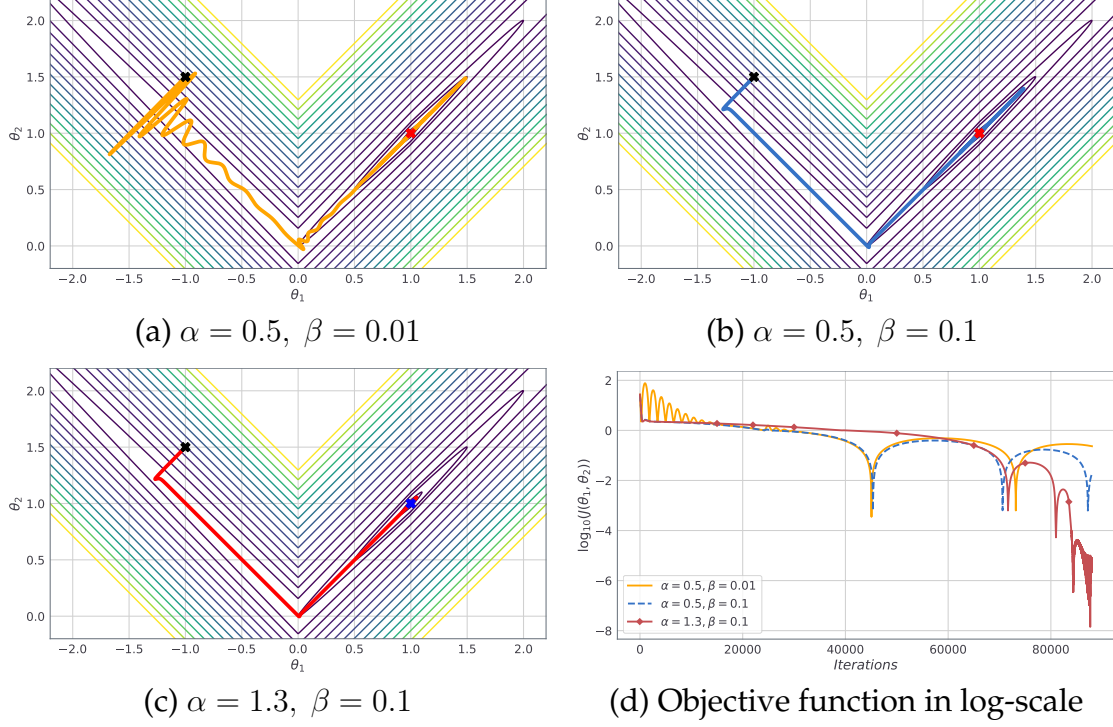 2.0
1.5
1.0
0.5
0.0
θ₂
−2.0 −1.5 −1.0 −0.5 0.0 0.5 1.0 1.5 2.0
θ₁
(a) α = 0.5, β = 0.01
2.0
1.5
1.0
0.5
0.0
θ₂
−2.0 −1.5 −1.0 −0.5 0.0 0.5 1.0 1.5 2.0
θ₁
(b) α = 0.5, β = 0.1
2.0
1.5
1.0
0.5
0.0
θ₂
−2.0 −1.5 −1.0 −0.5 0.0 0.5 1.0 1.5 2.0
θ₁
(c) α = 1.3, β = 0.1
2
0
−2
−4
−6
−8
log₁₀(J(θ₁, θ₂))
α = 0.5, β = 0.01
α = 0.5, β = 0.1
α = 1.3, β = 0.1
0 20000 40000 60000 80000
Iterations
(d) Objective function in log-scale